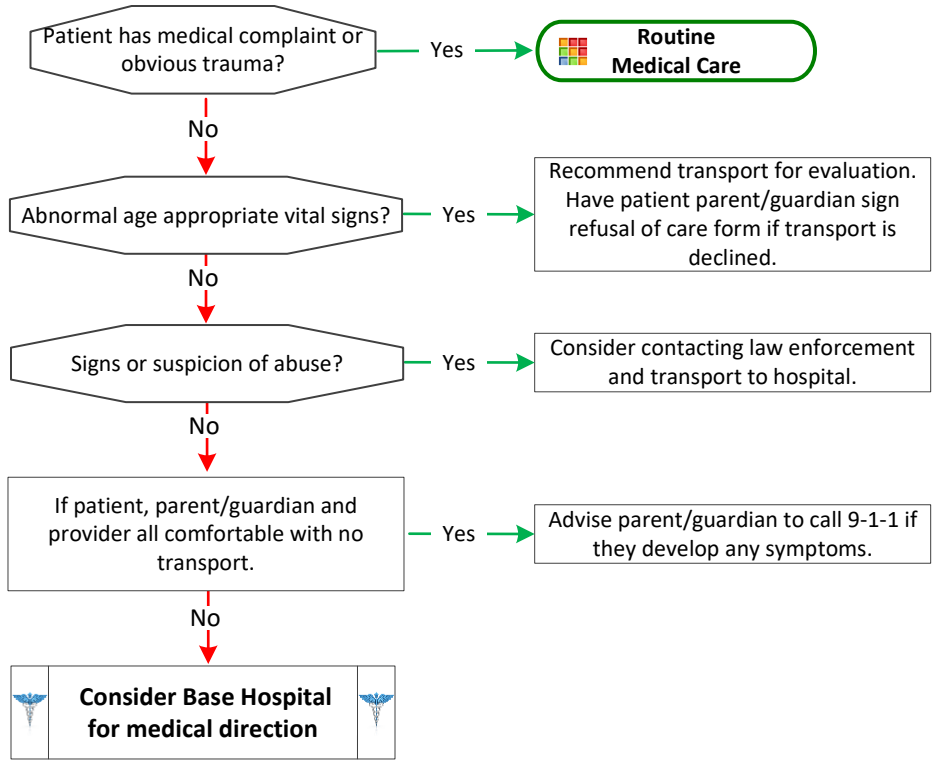 Patient has medical complaint or
obvious trauma?
Yes
Routine
Medical Care
No
Abnormal age appropriate vital signs?
Yes
Recommend transport for evaluation.
Have patient parent/guardian sign
refusal of care form if transport is
declined.
No
Signs or suspicion of abuse?
Yes
Consider contacting law enforcement
and transport to hospital.
No
If patient, parent/guardian and
provider all comfortable with no
transport.
Yes
Advise parent/guardian to call 9-1-1 if
they develop any symptoms.
No
Consider Base Hospital
for medical direction